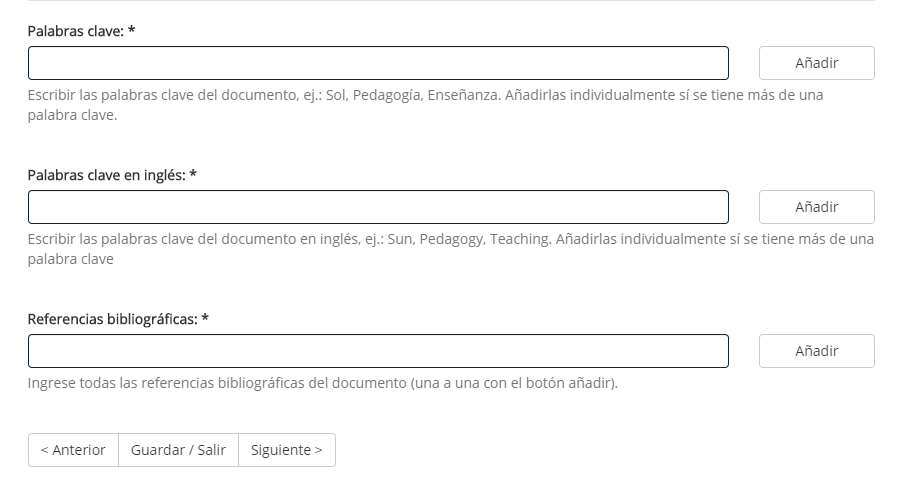 Palabras clave: *
Añadir
Escribir las palabras clave del documento, ej.: Sol, Pedagogía, Enseñanza. Añadirlas individualmente sí se tiene más de una
palabra clave.
Palabras clave en inglés: *
Añadir
Escribir las palabras clave del documento en inglés, ej.: Sun, Pedagogy, Teaching. Añadirlas individualmente sí se tiene más de una
palabra clave
Referencias bibliográficas: *
Añadir
Ingrese todas las referencias bibliográficas del documento (una a una con el botón añadir).
< Anterior Guardar / Salir Siguiente >